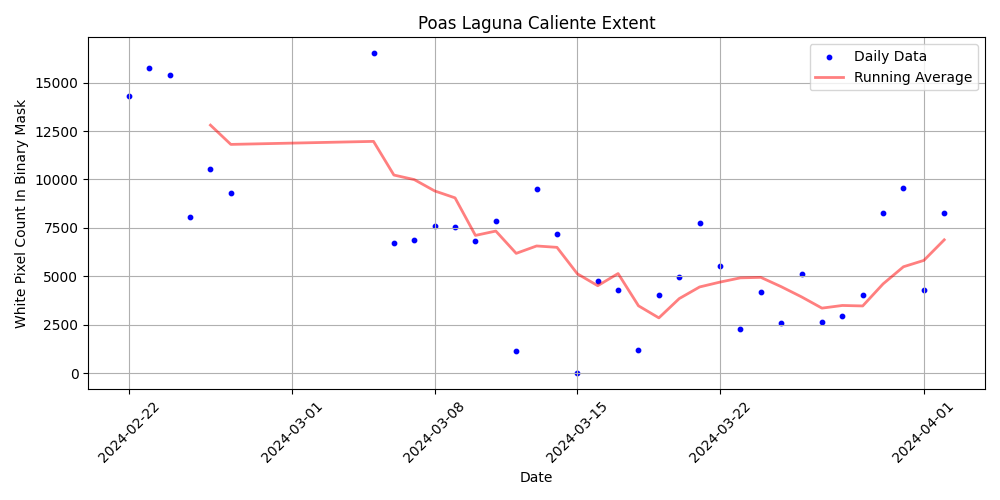 Poas Laguna Caliente Extent
Daily Data
Running Average
White Pixel Count In Binary Mask
15000
12500
10000
7500
5000
2500
0
2024-02-22
2024-03-01
2024-03-08
2024-03-15
2024-03-22
2024-04-01
Date